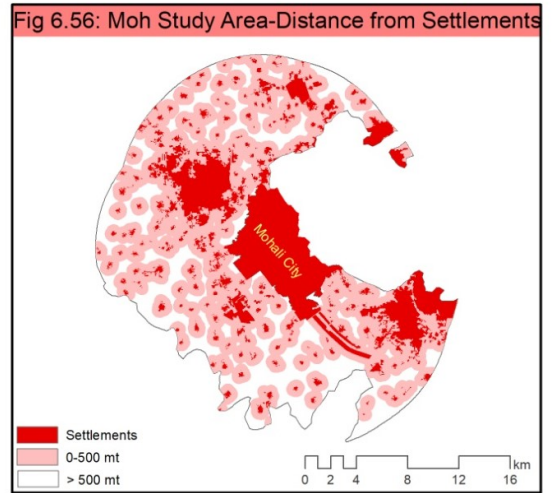 Fig 6.56: Moh Study Area-Distance from Settlements
Mohali City
Settlements
0-500 mt
> 500 mt
km
0 2 4 8 12 16